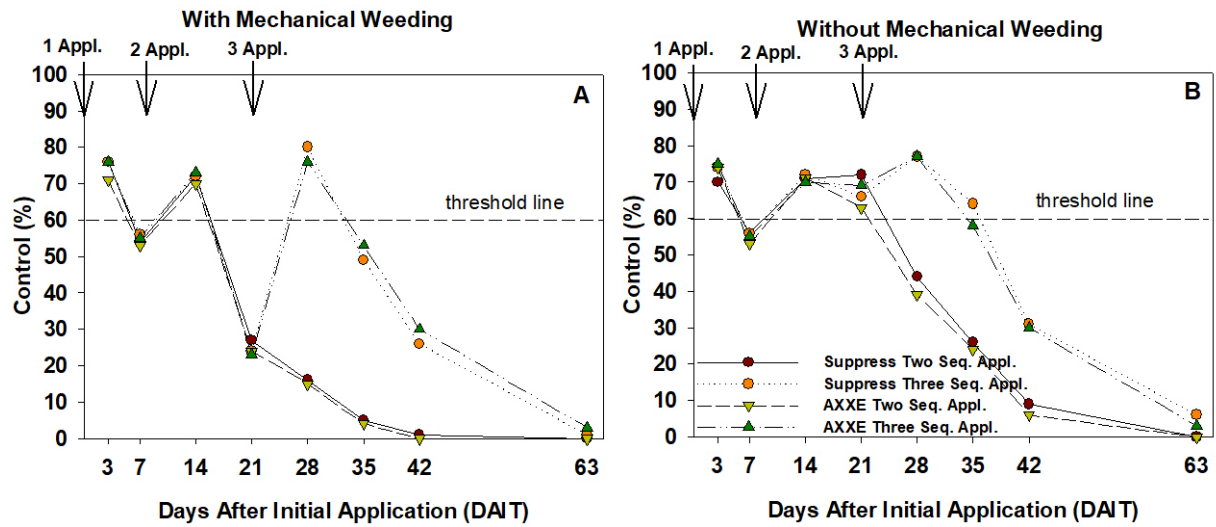 With Mechanical Weeding
1 Appl.
2 Appl.
3 Appl.
A
100
90
80
70
60
50
40
30
20
10
0
Control (%)
threshold line
3 7 14 21 28 35 42 63
Days After Initial Application (DAIT)
Without Mechanical Weeding
1 Appl.
2 Appl.
3 Appl.
B
100
90
80
70
60
50
40
30
20
10
0
Control (%)
threshold line
Suppress Two Seq. Appl.
Suppress Three Seq. Appl.
AXXE Two Seq. Appl.
AXXE Three Seq. Appl.
3 7 14 21 28 35 42 63
Days After Initial Application (DAIT)